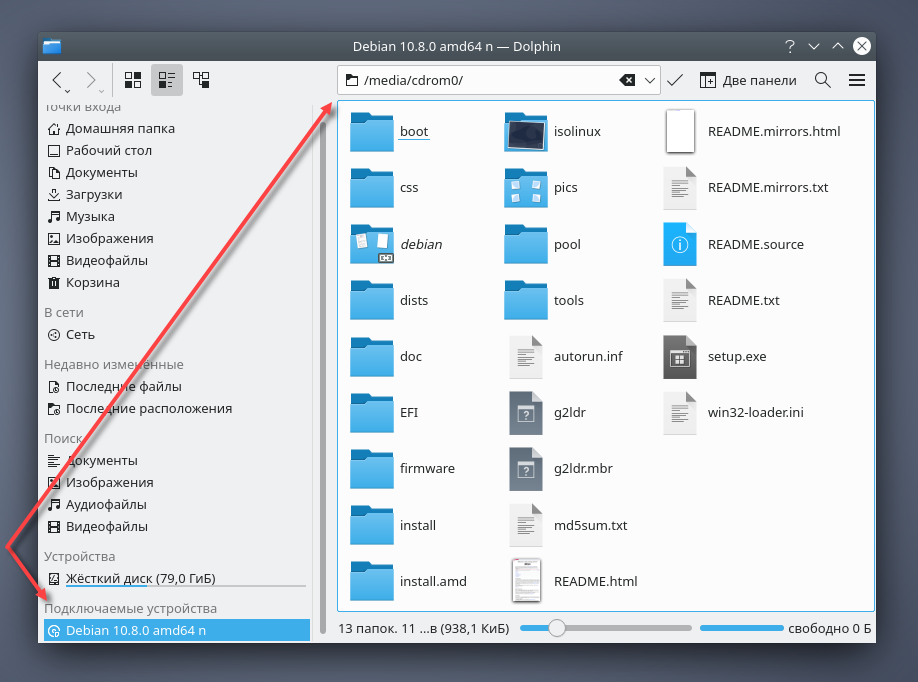 Debian 10.8.0 amd64 n — Dolphin
/media/cdrom0/
Две панели
Точки входа
Домашняя папка
Рабочий стол
Документы
Загрузки
Музыка
Изображения
Видеофайлы
Корзина
В сети
Сеть
Недавно изменённые
Последние файлы
Последние расположения
Поиск
Документы
Изображения
Аудиофайлы
Видеофайлы
Устройства
Жёсткий диск (79,0 ГиБ)
Подключаемые устройства
Debian 10.8.0 amd64 n
boot
css
debian
dists
doc
EFI
firmware
install
install.amd
isolinux
pics
pool
tools
autorun.inf
g2ldr
g2ldr.mbr
md5sum.txt
README.html
README.mirrors.html
README.mirrors.txt
README.source
README.txt
setup.exe
win32-loader.ini
13 папок. 11 ...в (938,1 КиБ)
свободно 0 Б